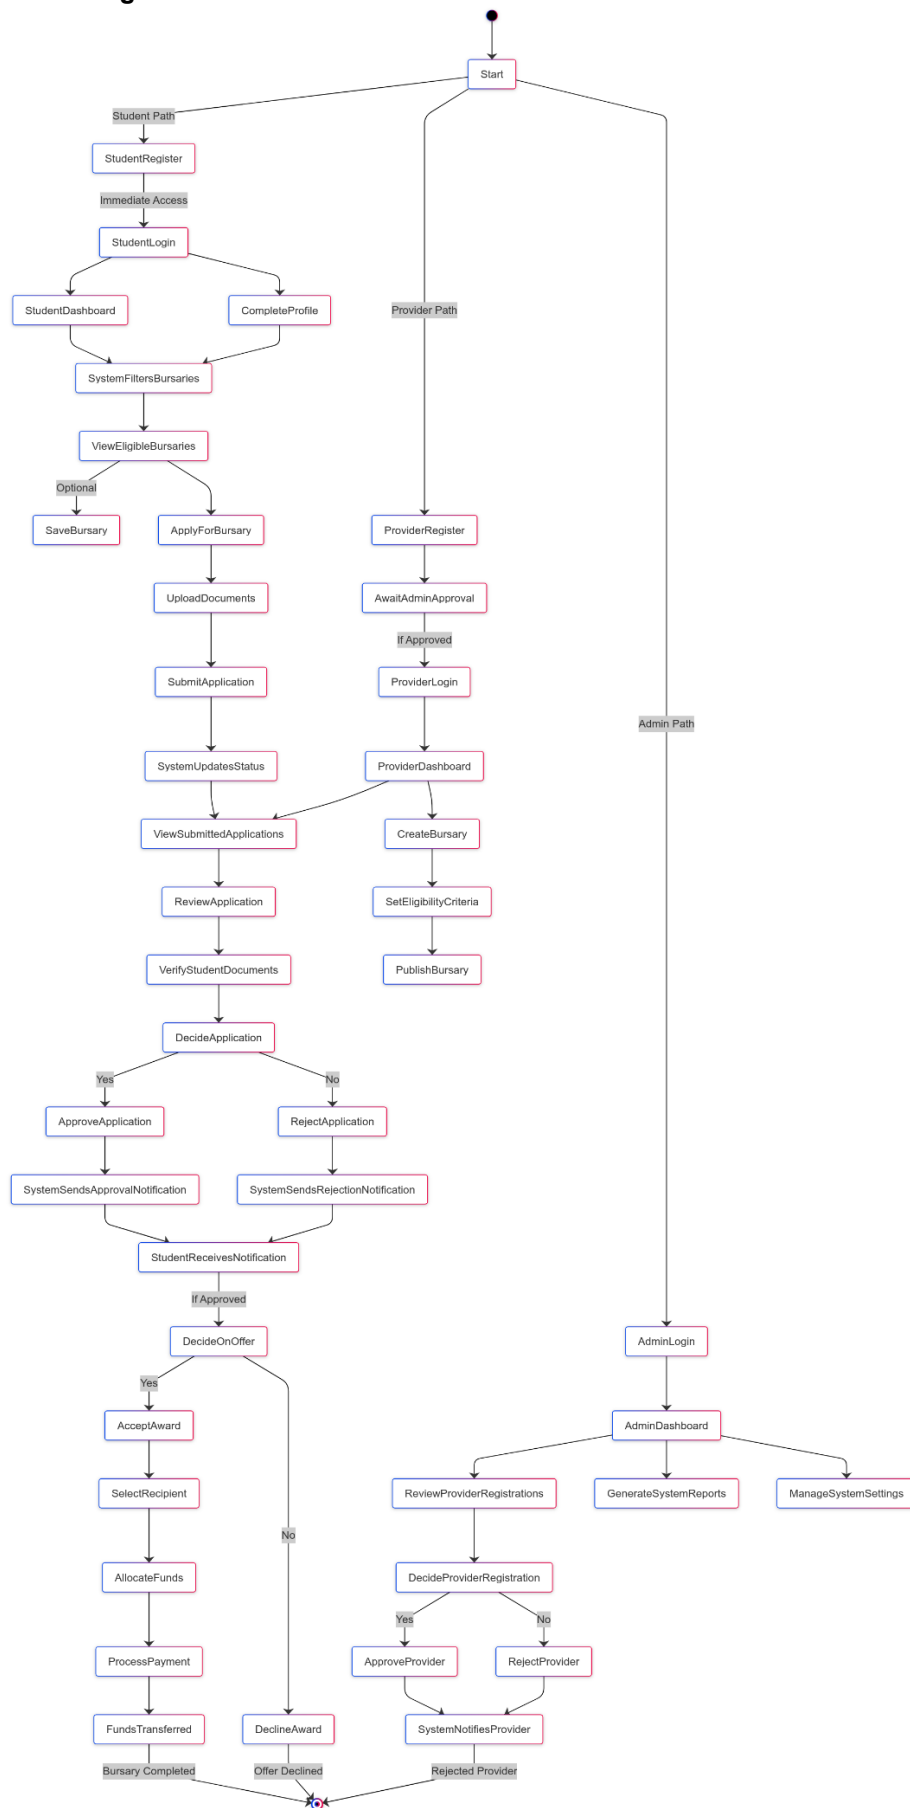 Start
Student Path
StudentRegister
Immediate Access
StudentLogin
StudentDashboard
CompleteProfile
Provider Path
SystemFiltersBursaries
ViewEligibleBursaries
Optional
SaveBursary
ApplyForBursary
ProviderRegister
UploadDocuments
AwaitAdminApproval
If Approved
SubmitApplication
ProviderLogin
Admin Path
SystemUpdatesStatus
ProviderDashboard
ViewSubmittedApplications
CreateBursary
ReviewApplication
SetEligibilityCriteria
VerifyStudentDocuments
PublishBursary
DecideApplication
Yes
No
ApproveApplication
RejectApplication
SystemSendsApprovalNotification
SystemSendsRejectionNotification
StudentReceivesNotification
If Approved
DecideOnOffer
AdminLogin
Yes
AcceptAward
AdminDashboard
SelectRecipient
ReviewProviderRegistrations
GenerateSystemReports
ManageSystemSettings
No
AllocateFunds
DecideProviderRegistration
Yes
No
ProcessPayment
ApproveProvider
RejectProvider
FundsTransferred
DeclineAward
SystemNotifiesProvider
Bursary Completed
Offer Declined
Rejected Provider